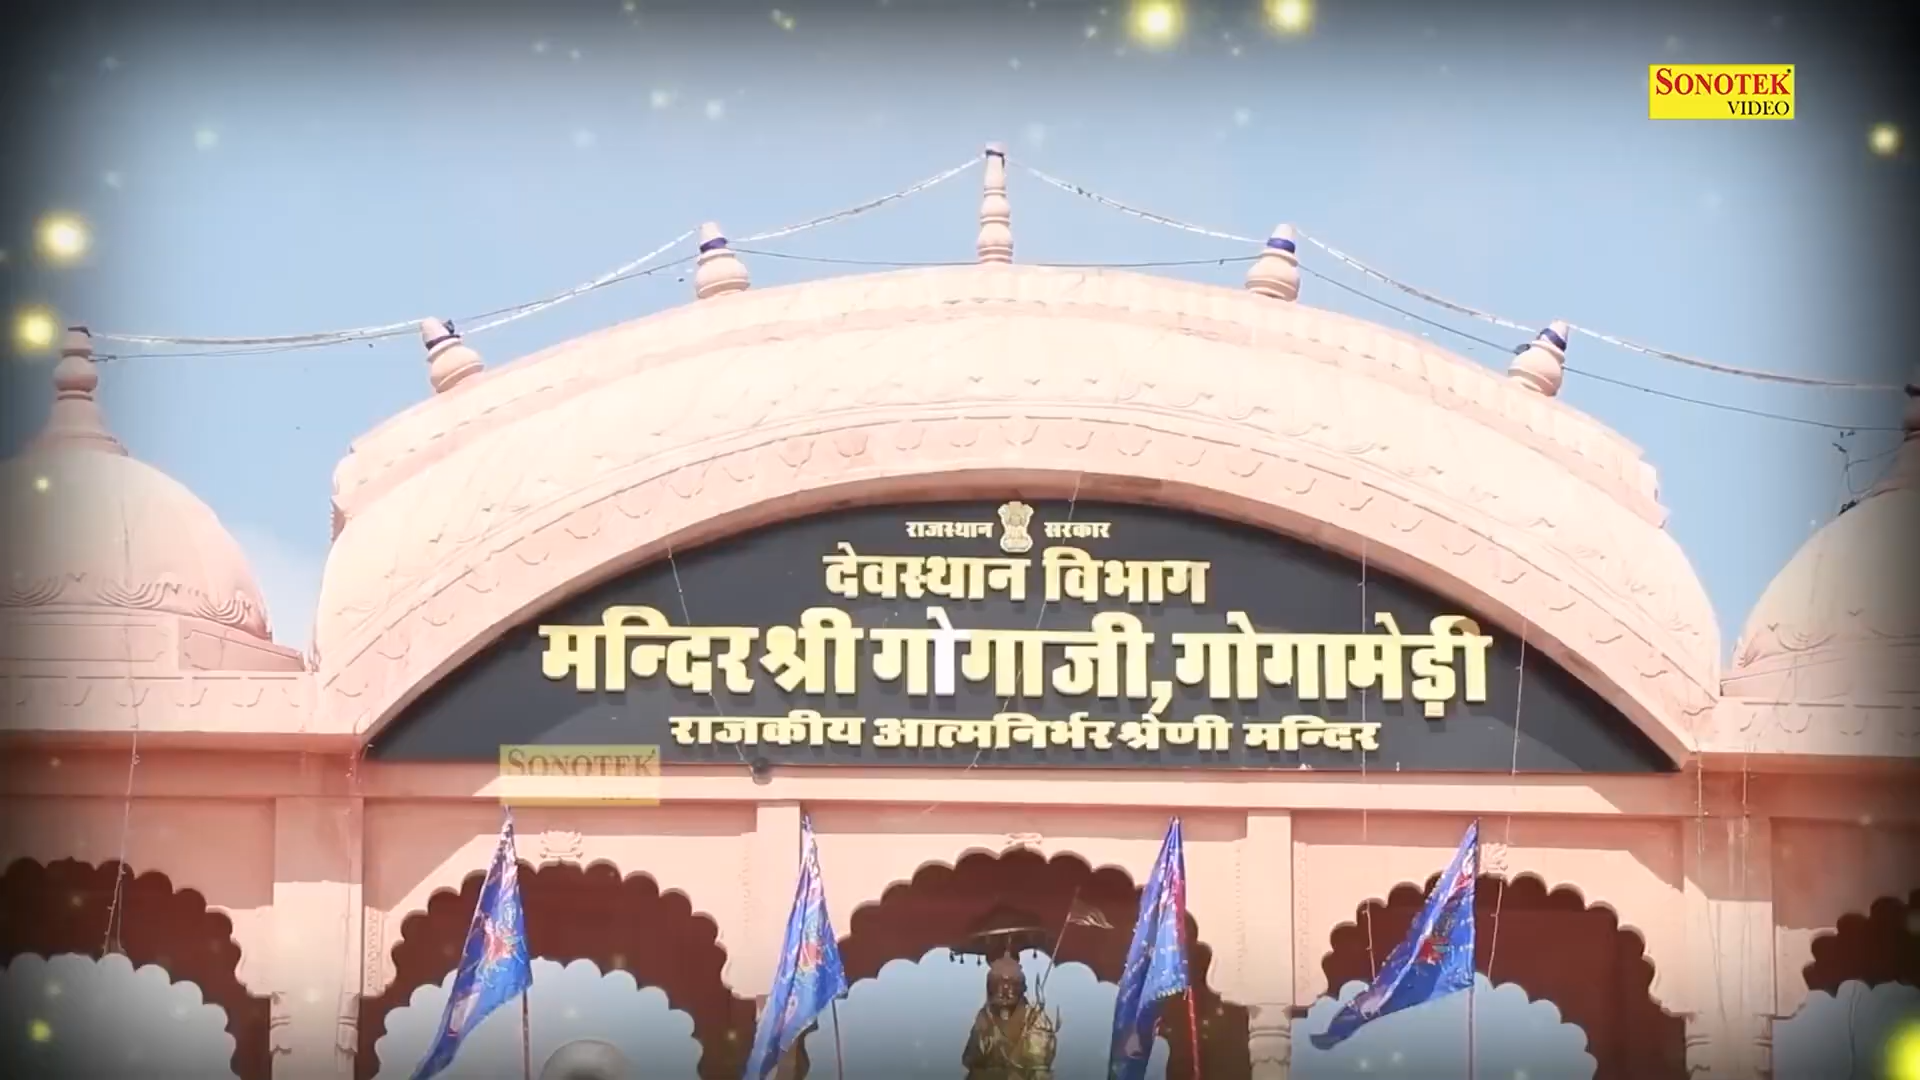 SONOTEK
VIDEO
राजस्थान सरकार
देवस्थान विभाग
मन्दिर श्री गोगाजी, गोगामेड़ी
राजकीय आत्मनिर्भर श्रेणी मन्दिर
SONOTEK